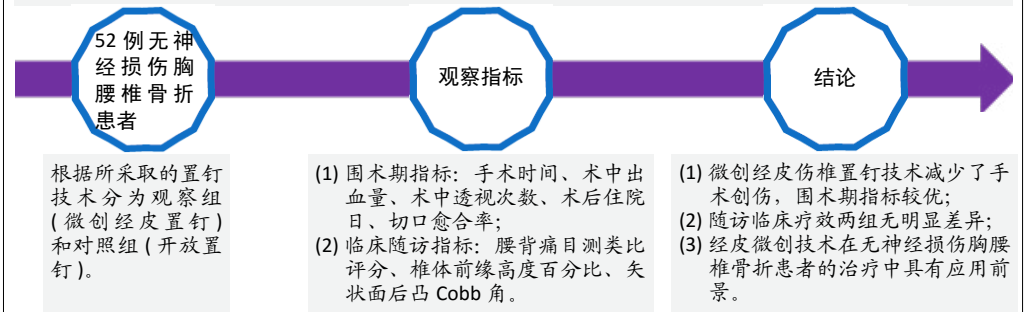 52 例无神
经损伤胸
腰椎骨折
患者
观察指标
结论
根据所采取的置钉
技术分为观察组
(微创经皮置钉)
和对照组(开放置
钉)。
(1) 围术期指标：手术时间、术中出
血量、术中透视次数、术后住院
日、切口愈合率；
(2) 临床随访指标：腰背痛目测类比
评分、椎体前缘高度百分比、矢
状面后凸 Cobb 角。
(1) 微创经皮伤椎置钉技术减少了手
术创伤，围术期指标较优；
(2) 随访临床疗效两组无明显差异；
(3) 经皮微创技术在无神经损伤胸腰
椎骨折患者的治疗中具有应用前
景。